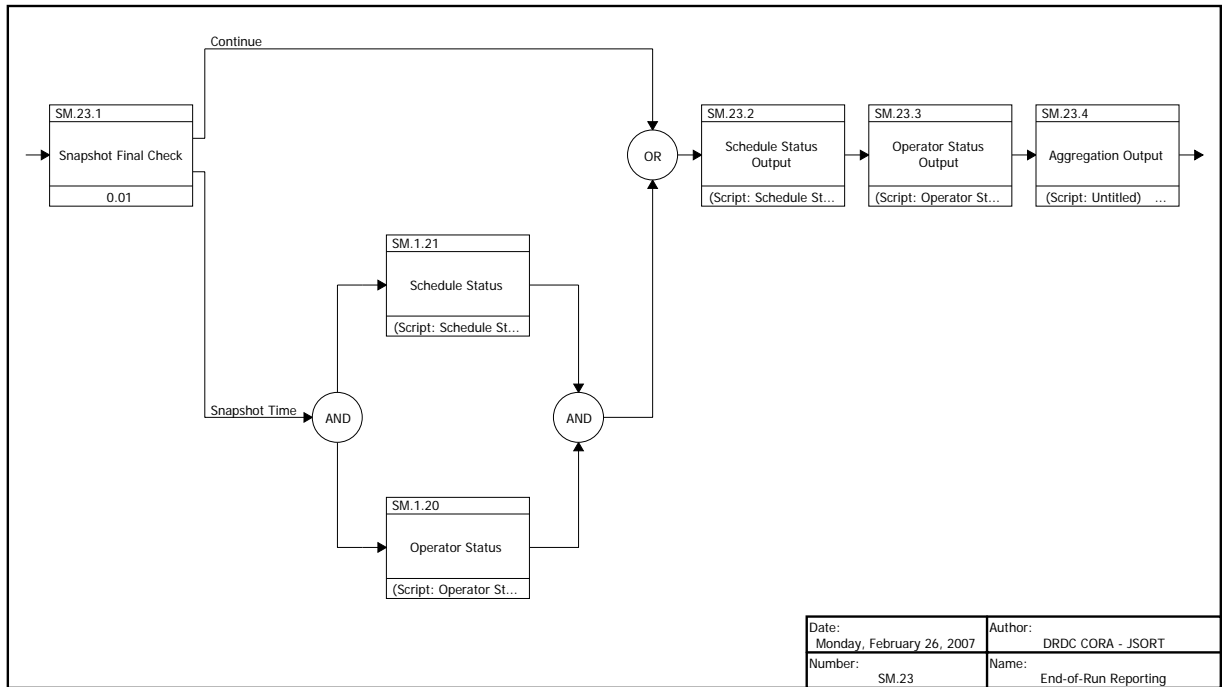 Continue
SM.23.1
Snapshot Final Check
0.01
OR
SM.23.2
Schedule Status
Output
(Script: Schedule St...
SM.23.3
Operator Status
Output
(Script: Operator St...
SM.23.4
Aggregation Output
(Script: Untitled) ...
SM.1.21
Schedule Status
(Script: Schedule St...
Snapshot Time
AND
AND
SM.1.20
Operator Status
(Script: Operator St...
Date:
Monday, February 26, 2007
Author:
DRDC CORA - JSORT
Number:
SM.23
Name:
End-of-Run Reporting